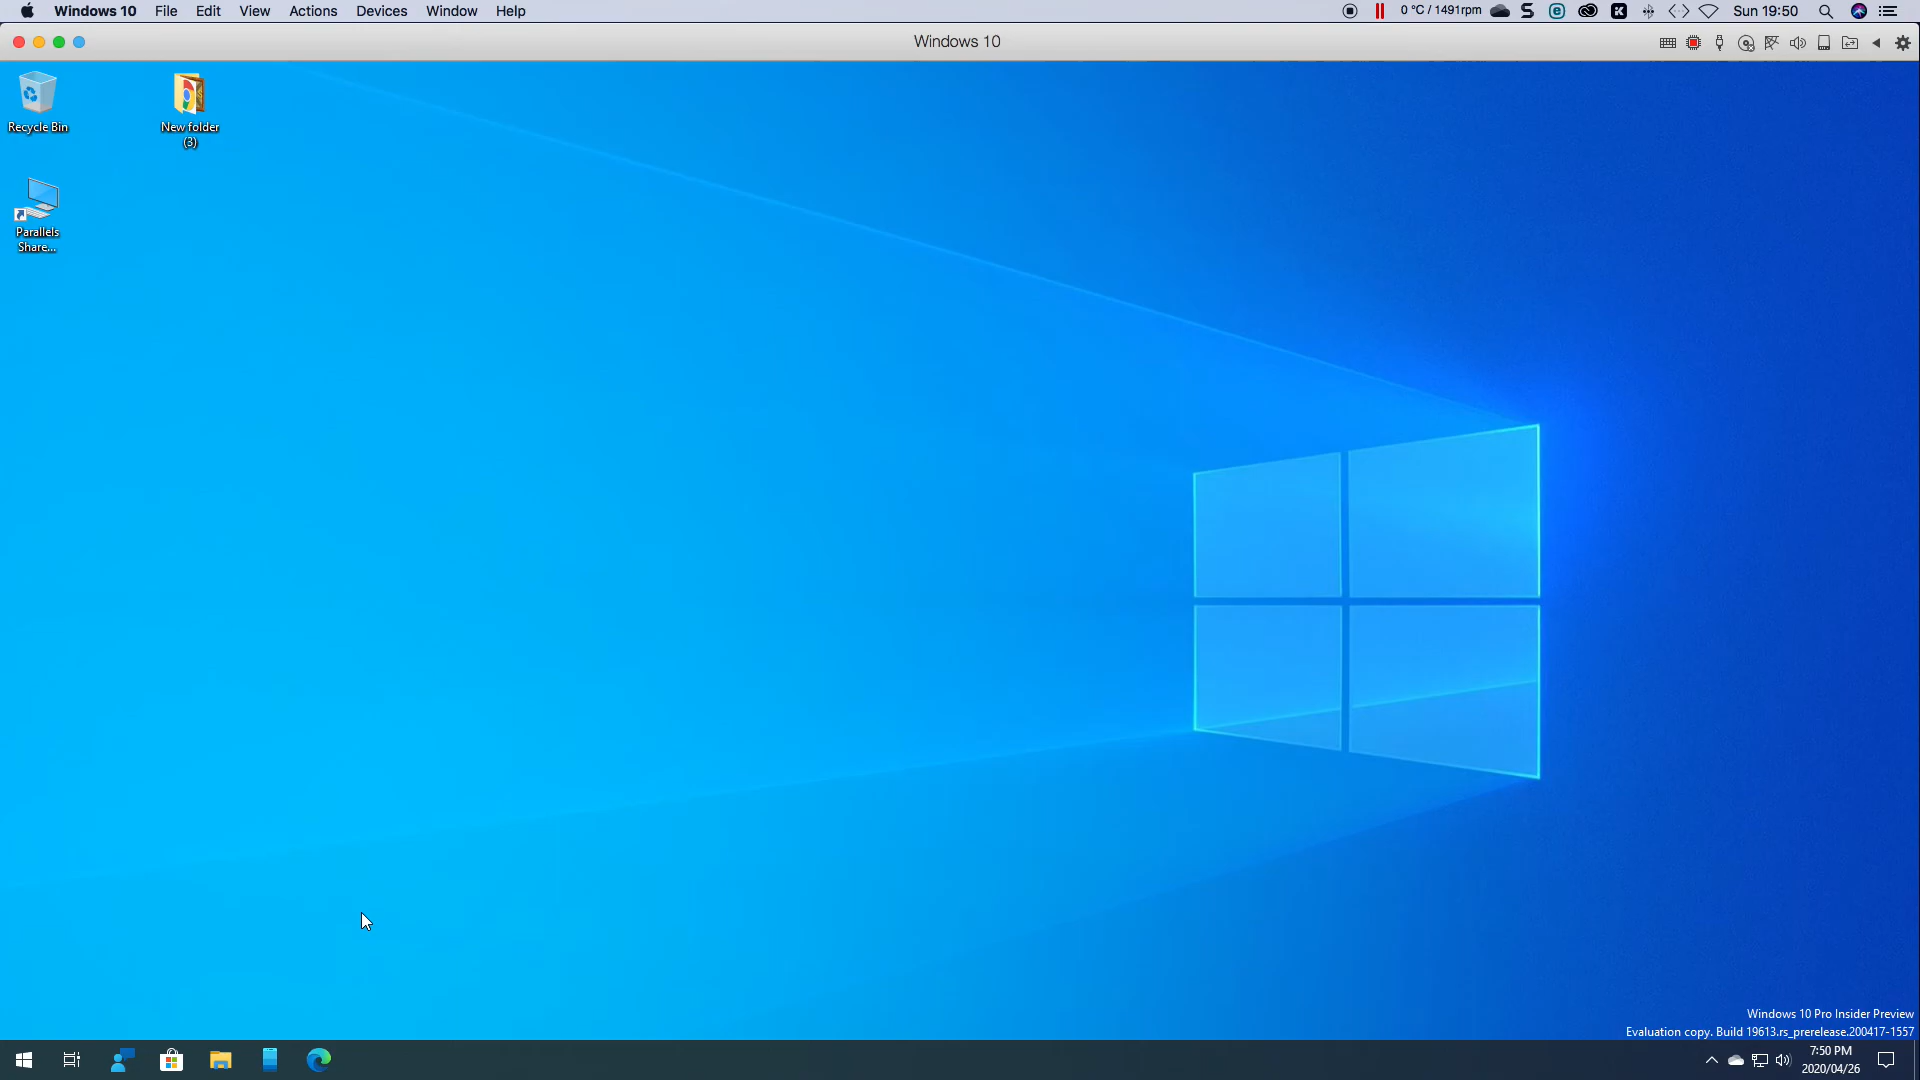 Windows 10 File Edit View Actions Devices Window Help 0 °C / 1491rpm Sun 19:50
Windows 10
Recycle Bin
New folder
(3)
Parallels
Share...
Windows 10 Pro Insider Preview
Evaluation copy. Build 19613.rs_prerelease.200417-1557
7:50 PM
2020/04/26